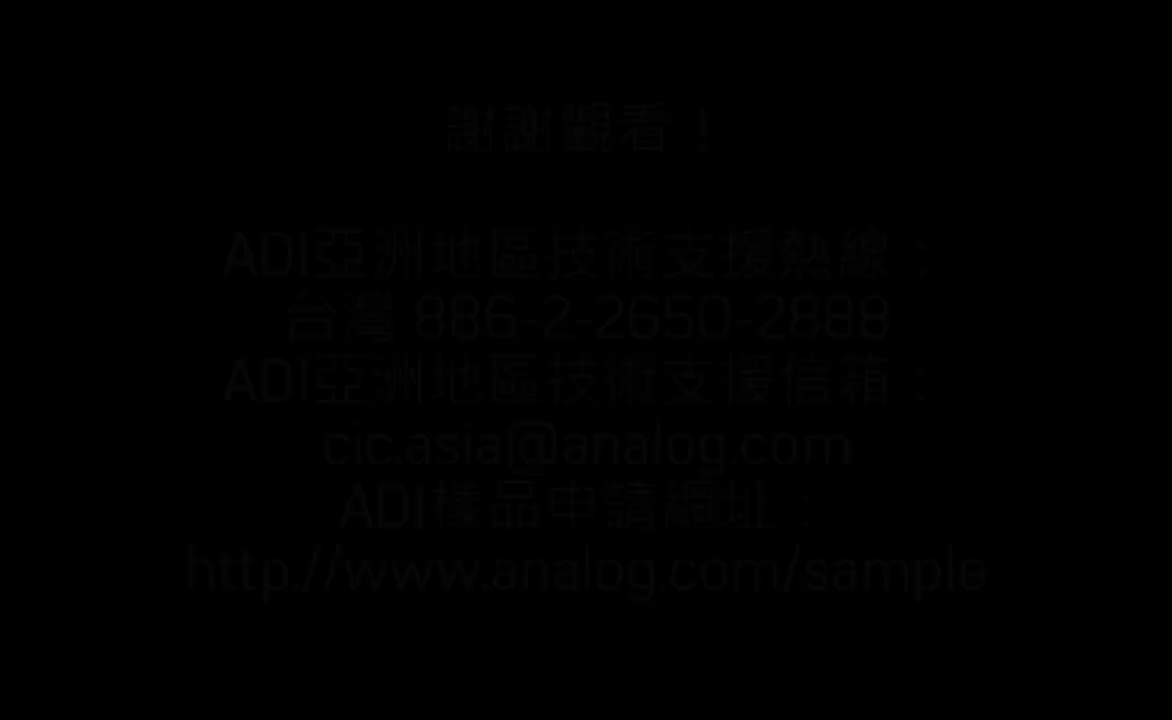 謝謝觀看！
ADI亞洲地區技術支援熱線：
台灣 886-2-2650-2888
ADI亞洲地區技術支援信箱：
cic.asia@analog.com
ADI樣品申請網址：
http://www.analog.com/sample